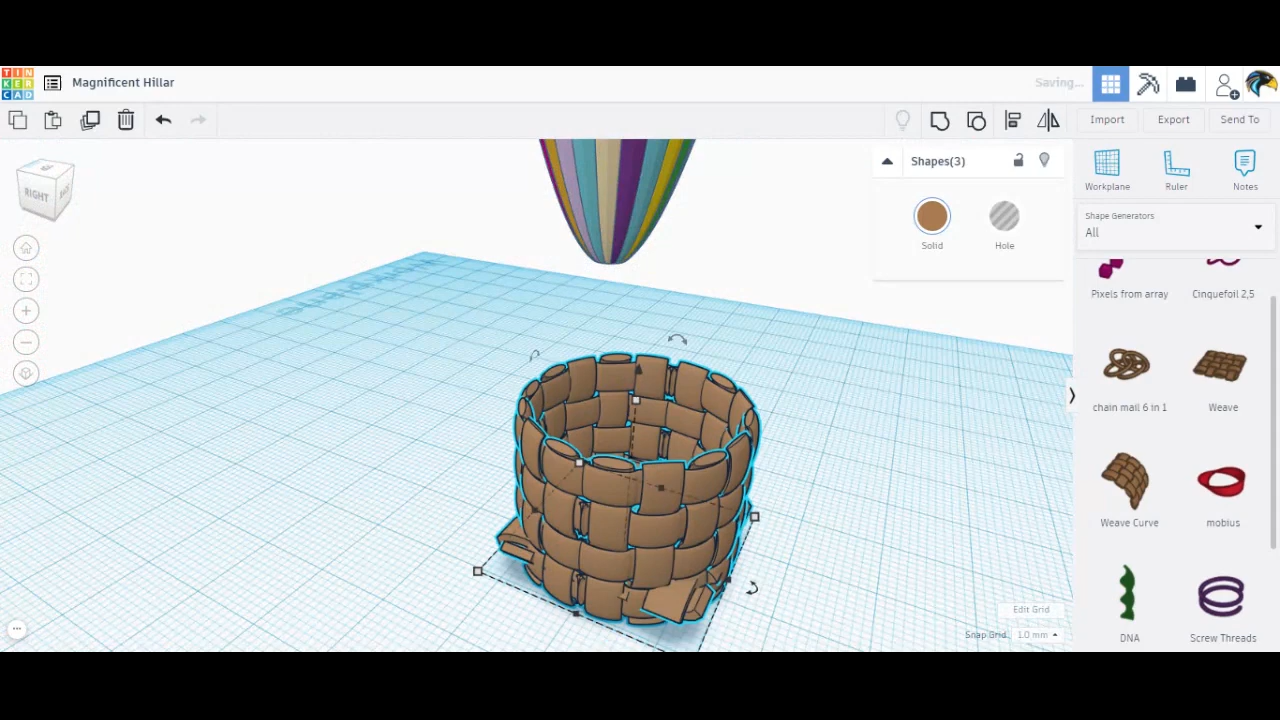 TIN
KER
CAD
Magnificent Hillar
Saving...
Import
Export
Send To
RIGHT
Shapes(3)
Solid
Hole
Workplane
Ruler
Notes
Shape Generators
All
Pixels from array
Cinquefoil 2,5
chain mail 6 in 1
Weave
Weave Curve
mobius
DNA
Screw Threads
Workplane
Edit Grid
Snap Grid
1.0 mm